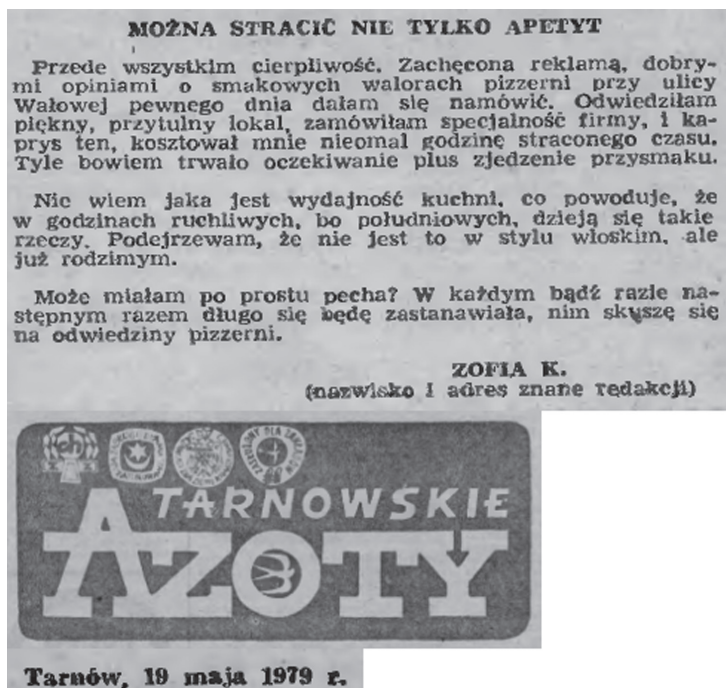 MOŻNA STRACIĆ NIE TYLKO APETYT
Przede wszystkim cierpliwość. Zachęcona reklamą, dobry-
mi opiniami o smakowych walorach pizzerni przy ulicy
Wałowej pewnego dnia dałam się namówić. Odwiedziłam
piękny, przytulny lokal, zamówiłam specjalność firmy, i ka-
prys ten, kosztował mnie nieomal godzinę straconego czasu.
Tyle bowiem trwało oczekiwanie plus zjedzenie przysmaku.
Nie wiem jaka jest wydajność kuchni, co powoduje, że
w godzinach ruchliwych, bo południowych, dzieją się takie
rzeczy. Podejrzewam, że nie jest to w stylu włoskim, ale
już rodzimym.
Może miałam po prostu pecha? W każdym bądź razie na-
stępnym razem długo się będę zastanawiała, nim skuszę się
na odwiedziny pizzerni.
ZOFIA K.
(nazwisko i adres znane redakcji)
TARNOWSKIE
AZOTY
Tarnów, 19 maja 1979 r.